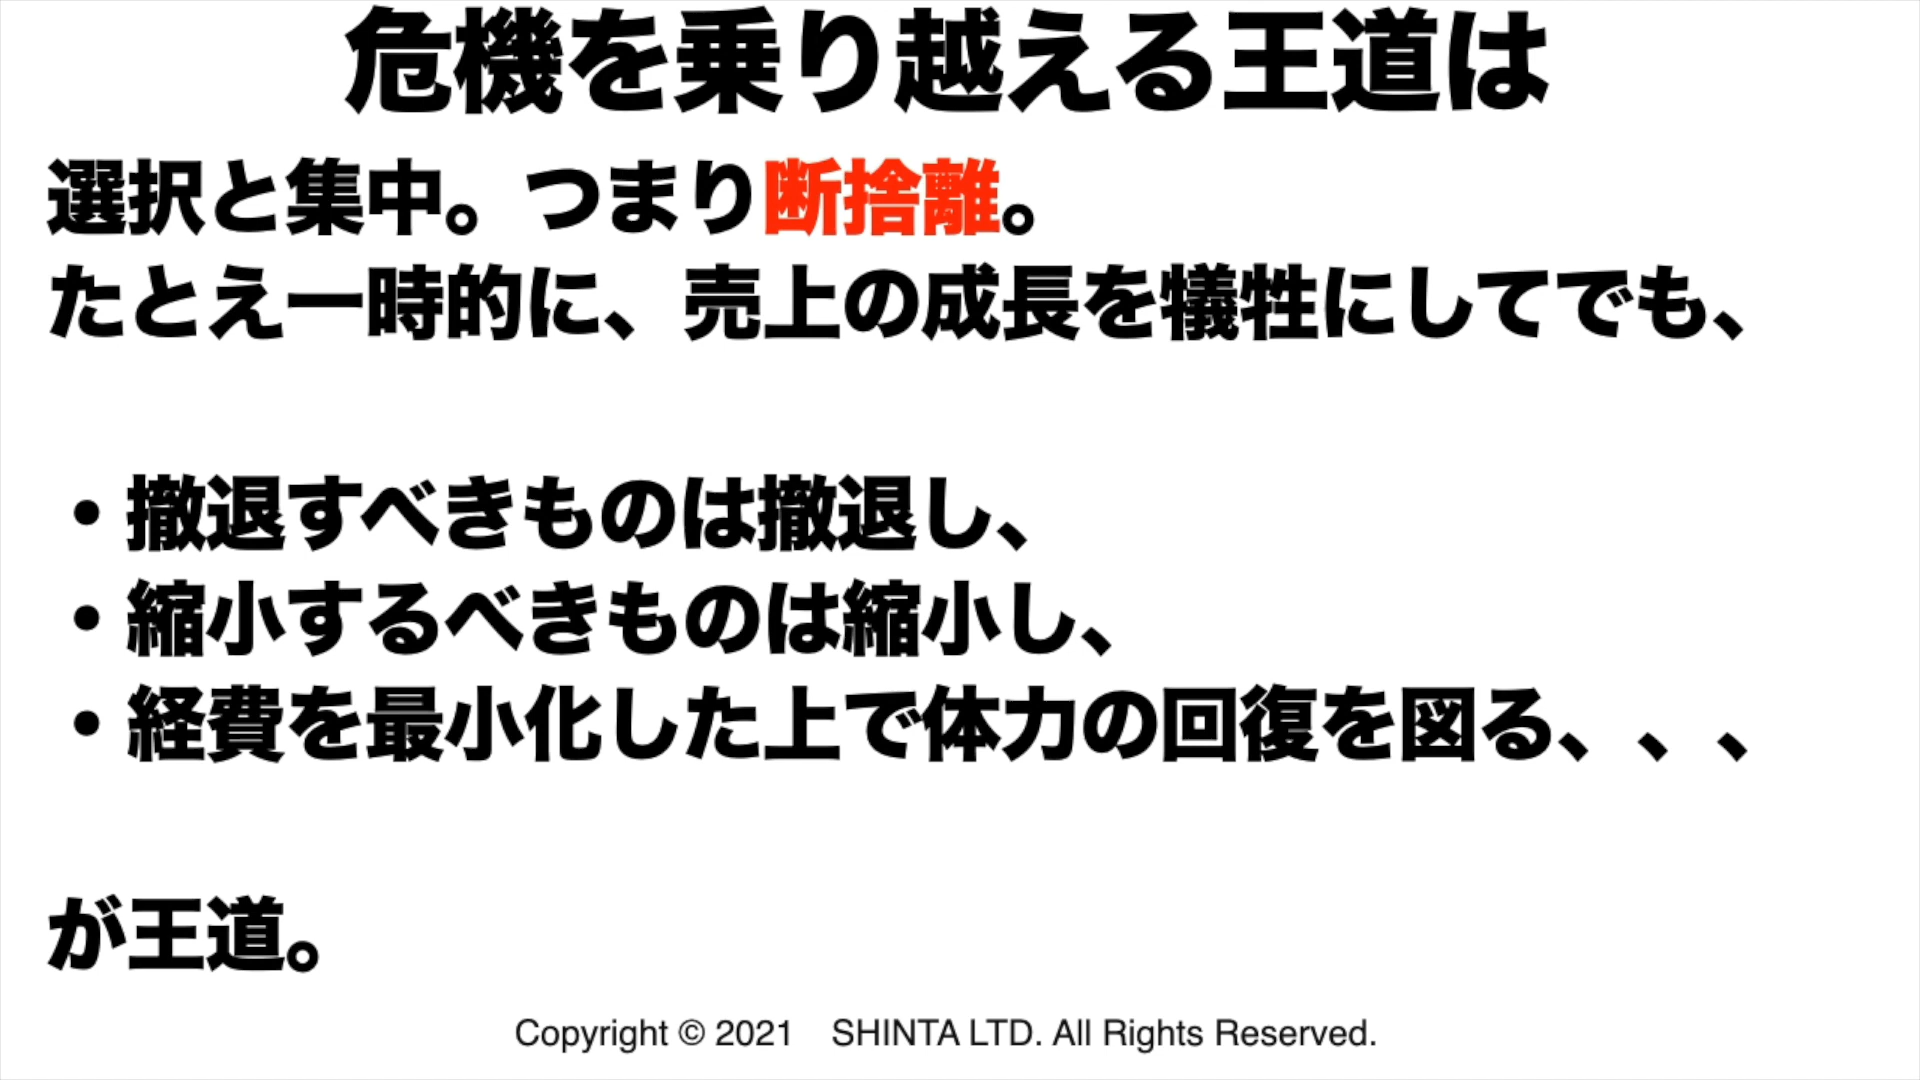 危機を乗り越える王道は
選択と集中。つまり断捨離。
たとえ一時的に、売上の成長を犠牲にしてでも、
・撤退すべきものは撤退し、
・縮小するべきものは縮小し、
・経費を最小化した上で体力の回復を図る、、、
が王道。
Copyright © 2021　SHINTA LTD. All Rights Reserved.